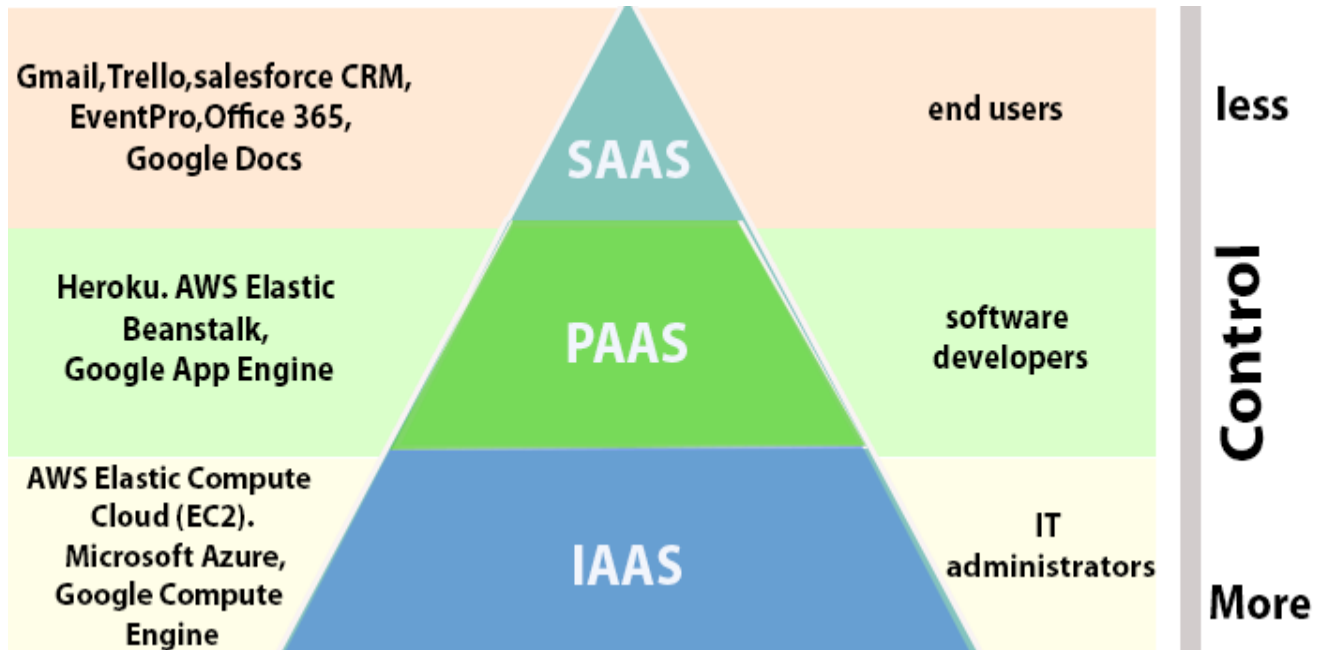 Gmail,Trello,salesforce CRM,
EventPro,Office 365,
Google Docs
SAAS
end users
less
Heroku. AWS Elastic
Beanstalk,
Google App Engine
PAAS
software
developers
Control
AWS Elastic Compute
Cloud (EC2).
Microsoft Azure,
Google Compute
Engine
IAAS
IT
administrators
More